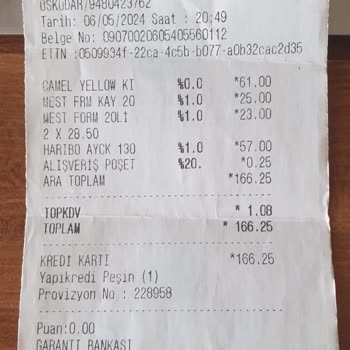 ÜSKÜDAR/9480423762
Tarih: 06/05/2024 Saat : 20:49
Belge No: 09070020605405560112
ETTN :0509934f-22ca-4c5b-b077-a0b32cac2d35
CAMEL YELLOW KI %0.0 *61.00
MEST FRM KAY 20 %1.0 *25.00
MEST FORM 20LI %1.0 *23.00
2 X 28.50
HARIBO AYCK 130 %1.0 *57.00
ALIŞVERİŞ POŞET %20. *0.25
ARA TOPLAM *166.25
TOPKDV * 1.08
TOPLAM * 166.25
KREDI KARTI *166.25
Yapıkredi Peşin (1)
Provizyon No : 228958
Puan:0.00
GARANTI BANKASI